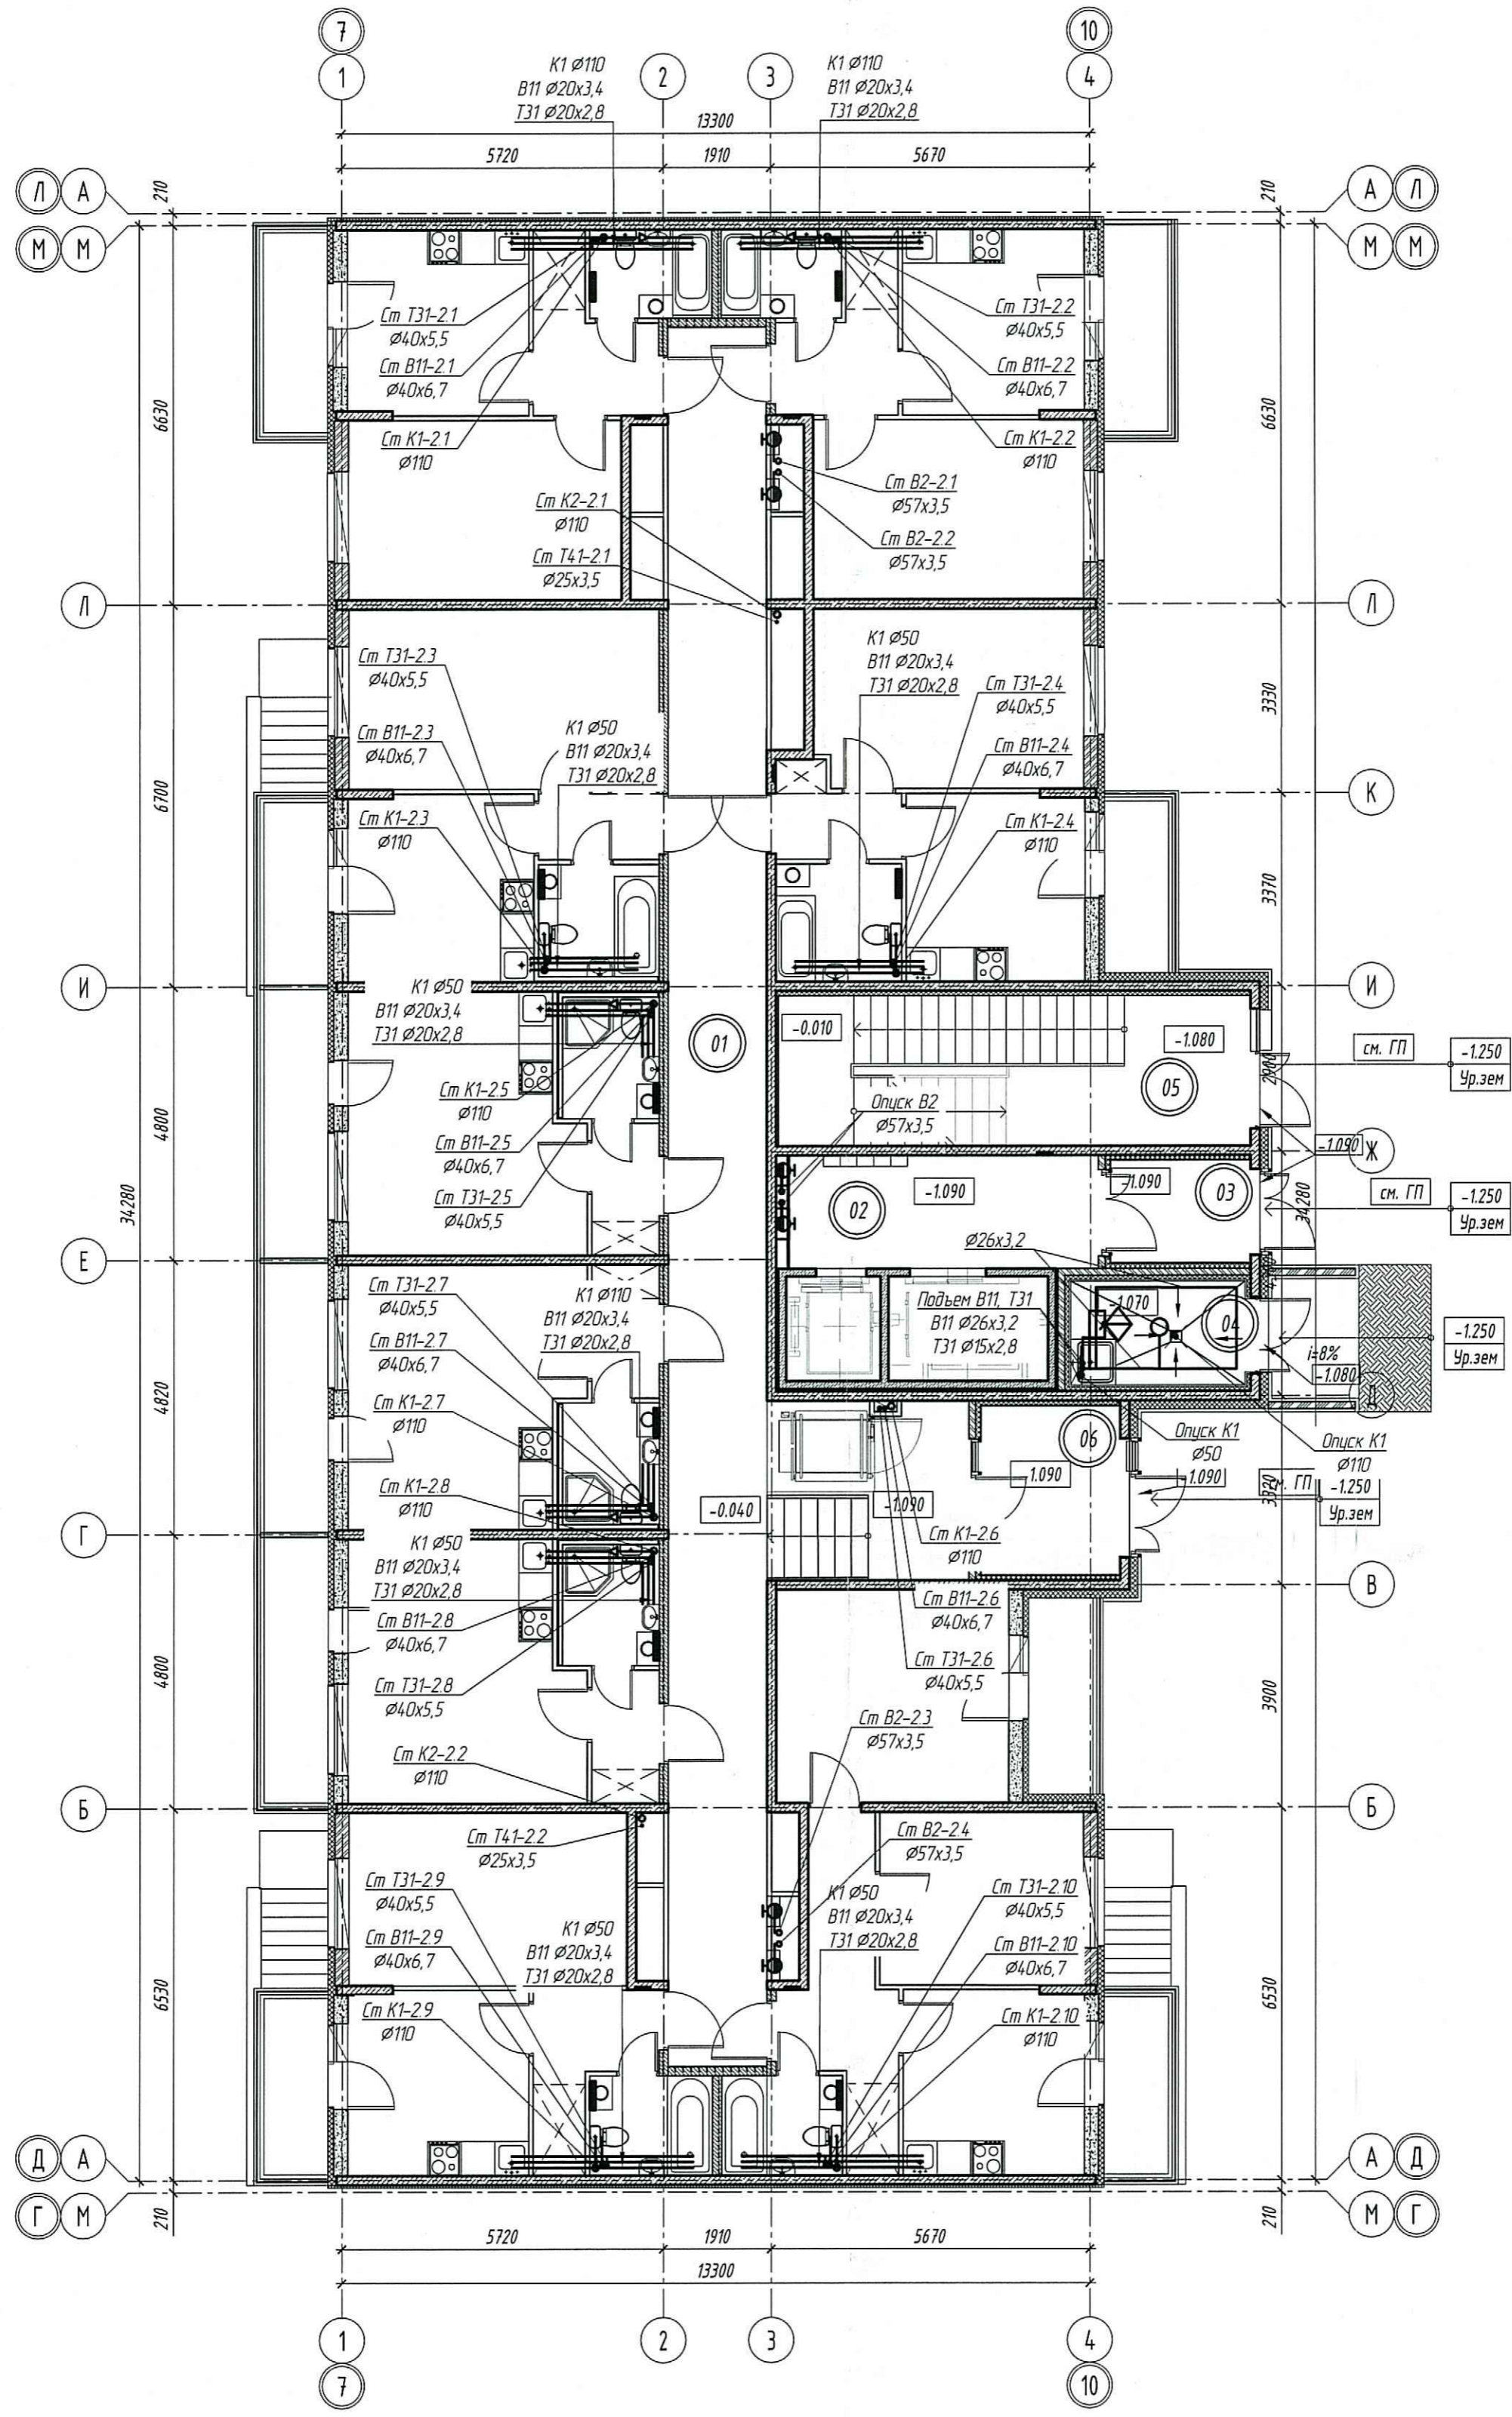 7
10
1
2
3
4
К1 Ø110
В11 Ø20х3,4
Т31 Ø20х2,8
К1 Ø110
В11 Ø20х3,4
Т31 Ø20х2,8
13300
5720
1910
5670
Л
А
210
М
М
А
Л
210
М
М
Ст Т31-2.1
Ø40х5,5
Ст В11-2.1
Ø40х6,7
Ст К1-2.1
Ø110
Ст Т31-2.2
Ø40х5,5
Ст В11-2.2
Ø40х6,7
Ст К1-2.2
Ø110
6630
6630
Ст К2-2.1
Ø110
Ст Т41-2.1
Ø25х3,5
Ст В2-2.1
Ø57х3,5
Ст В2-2.2
Ø57х3,5
Л
Л
Ст Т31-2.3
Ø40х5,5
Ст В11-2.3
Ø40х6,7
К1 Ø50
В11 Ø20х3,4
Т31 Ø20х2,8
К1 Ø50
В11 Ø20х3,4
Т31 Ø20х2,8
Ст Т31-2.4
Ø40х5,5
Ст В11-2.4
Ø40х6,7
3330
6700
К
Ст К1-2.3
Ø110
Ст К1-2.4
Ø110
3370
И
И
К1 Ø50
В11 Ø20х3,4
Т31 Ø20х2,8
01
-0.010
-1.080
05
2900
см. ГП
-1.250
Ур.зем
Ст К1-2.5
Ø110
Ст В11-2.5
Ø40х6,7
Ст Т31-2.5
Ø40х5,5
Опуск В2
Ø57х3,5
4800
34280
-1.090
Ж
02
-1.090
-1.090
03
34280
см. ГП
-1.250
Ур.зем
Е
Ø26х3,2
Ст Т31-2.7
Ø40х5,5
Ст В11-2.7
Ø40х6,7
К1 Ø110
В11 Ø20х3,4
Т31 Ø20х2,8
Подъем В11, Т31
В11 Ø26х3,2
Т31 Ø15х2,8
-1.070
04
i=8%
-1.080
-1.250
Ур.зем
Д
4820
Ст К1-2.7
Ø110
06
Опуск К1
Ø50
Опуск К1
Ø110
-1.090
-1.090
3320
см. ГП
-1.250
Ур.зем
Ст К1-2.8
Ø110
-0.040
-1.090
Г
К1 Ø50
В11 Ø20х3,4
Т31 Ø20х2,8
Ст К1-2.6
Ø110
В
Ст В11-2.6
Ø40х6,7
Ст Т31-2.6
Ø40х5,5
Ст В11-2.8
Ø40х6,7
Ст Т31-2.8
Ø40х5,5
4800
3900
Ст В2-2.3
Ø57х3,5
Ст К2-2.2
Ø110
Б
Б
Ст Т41-2.2
Ø25х3,5
Ст В2-2.4
Ø57х3,5
Ст Т31-2.9
Ø40х5,5
Ст В11-2.9
Ø40х6,7
К1 Ø50
В11 Ø20х3,4
Т31 Ø20х2,8
К1 Ø50
В11 Ø20х3,4
Т31 Ø20х2,8
Ст Т31-2.10
Ø40х5,5
Ст В11-2.10
Ø40х6,7
6530
6530
Ст К1-2.9
Ø110
Ст К1-2.10
Ø110
Д
А
А
Д
Г
М
210
210
М
Г
5720
1910
5670
13300
1
2
3
4
7
10